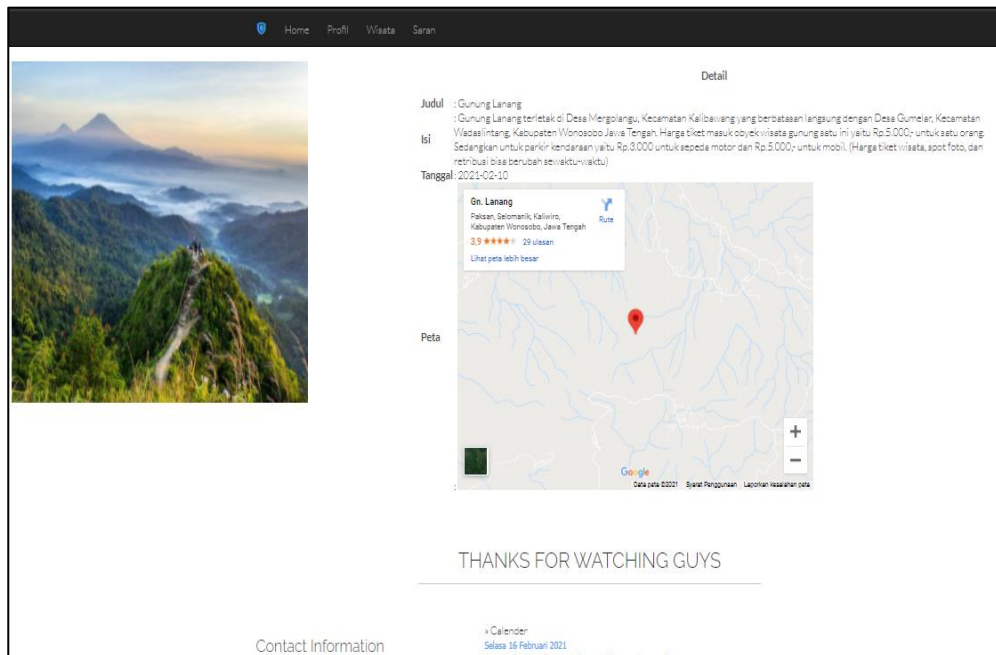 Home Profil Wisata Saran
Detail
Judul : Gunung Lanang
Isi : Gunung Lanang terletak di Desa Mergolangu, Kecamatan Kalibawang yang berbatasan langsung dengan Desa Gumelar, Kecamatan
Wadaslintang, Kabupaten Wonosobo Jawa Tengah. Harga tiket masuk obyek wisata gunung satu ini yaitu Rp.5.000,- untuk satu orang.
Sedangkan untuk parkir kendaraan yaitu Rp.3.000 untuk sepeda motor dan Rp.5.000,- untuk mobil. (Harga tiket wisata, spot foto, dan
retribusi bisa berubah sewaktu-waktu)
Tanggal : 2021-02-10
Peta :
Gn. Lanang
Paksan, Selomanik, Kaliwiro,
Kabupaten Wonosobo, Jawa Tengah
Rute
3,9 29 ulasan
Lihat peta lebih besar
+
−
Google
Data peta ©2021 Syarat Penggunaan Laporkan kesalahan peta
THANKS FOR WATCHING GUYS
Contact Information
» Calender
Selasa 16 Februari 2021